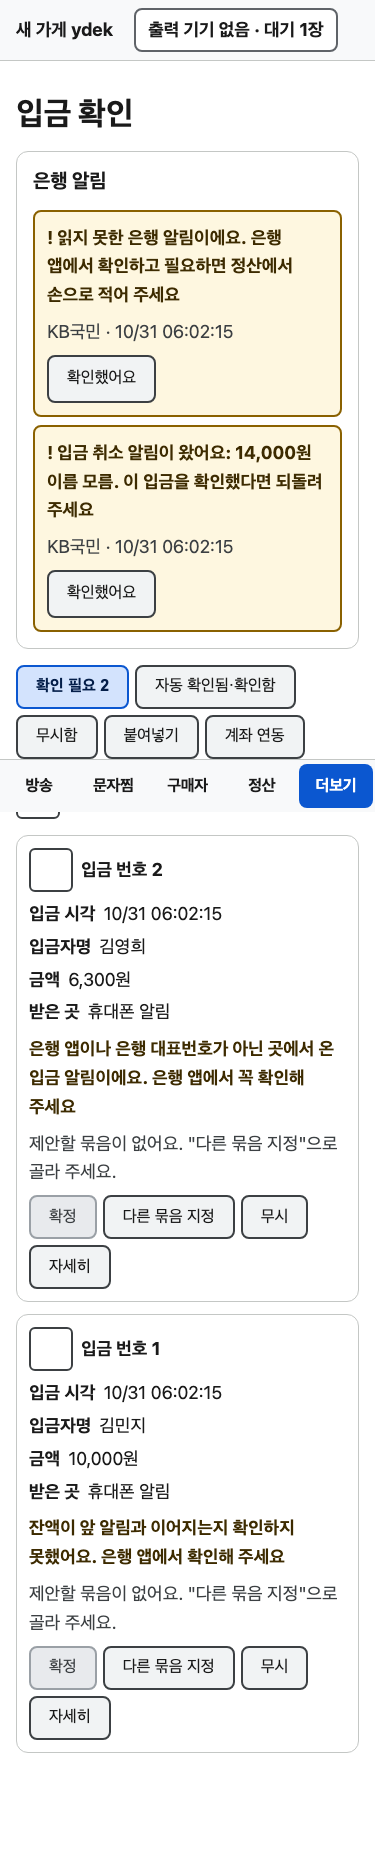 새 가게 ydek
출력 기기 없음 · 대기 1장
입금 확인
은행 알림
! 읽지 못한 은행 알림이에요. 은행
앱에서 확인하고 필요하면 정산에서
손으로 적어 주세요
KB국민 · 10/31 06:02:15
확인했어요
! 입금 취소 알림이 왔어요: 14,000원
이름 모름. 이 입금을 확인했다면 되돌려
주세요
KB국민 · 10/31 06:02:15
확인했어요
확인 필요 2
자동 확인됨·확인함
무시함
붙여넣기
계좌 연동
방송
문자찜
구매자
정산
더보기
입금 번호 2
입금 시각 10/31 06:02:15
입금자명 김영희
금액 6,300원
받은 곳 휴대폰 알림
은행 앱이나 은행 대표번호가 아닌 곳에서 온
입금 알림이에요. 은행 앱에서 꼭 확인해
주세요
제안할 묶음이 없어요. "다른 묶음 지정"으로
골라 주세요.
확정
다른 묶음 지정
무시
자세히
입금 번호 1
입금 시각 10/31 06:02:15
입금자명 김민지
금액 10,000원
받은 곳 휴대폰 알림
잔액이 앞 알림과 이어지는지 확인하지
못했어요. 은행 앱에서 확인해 주세요
제안할 묶음이 없어요. "다른 묶음 지정"으로
골라 주세요.
확정
다른 묶음 지정
무시
자세히